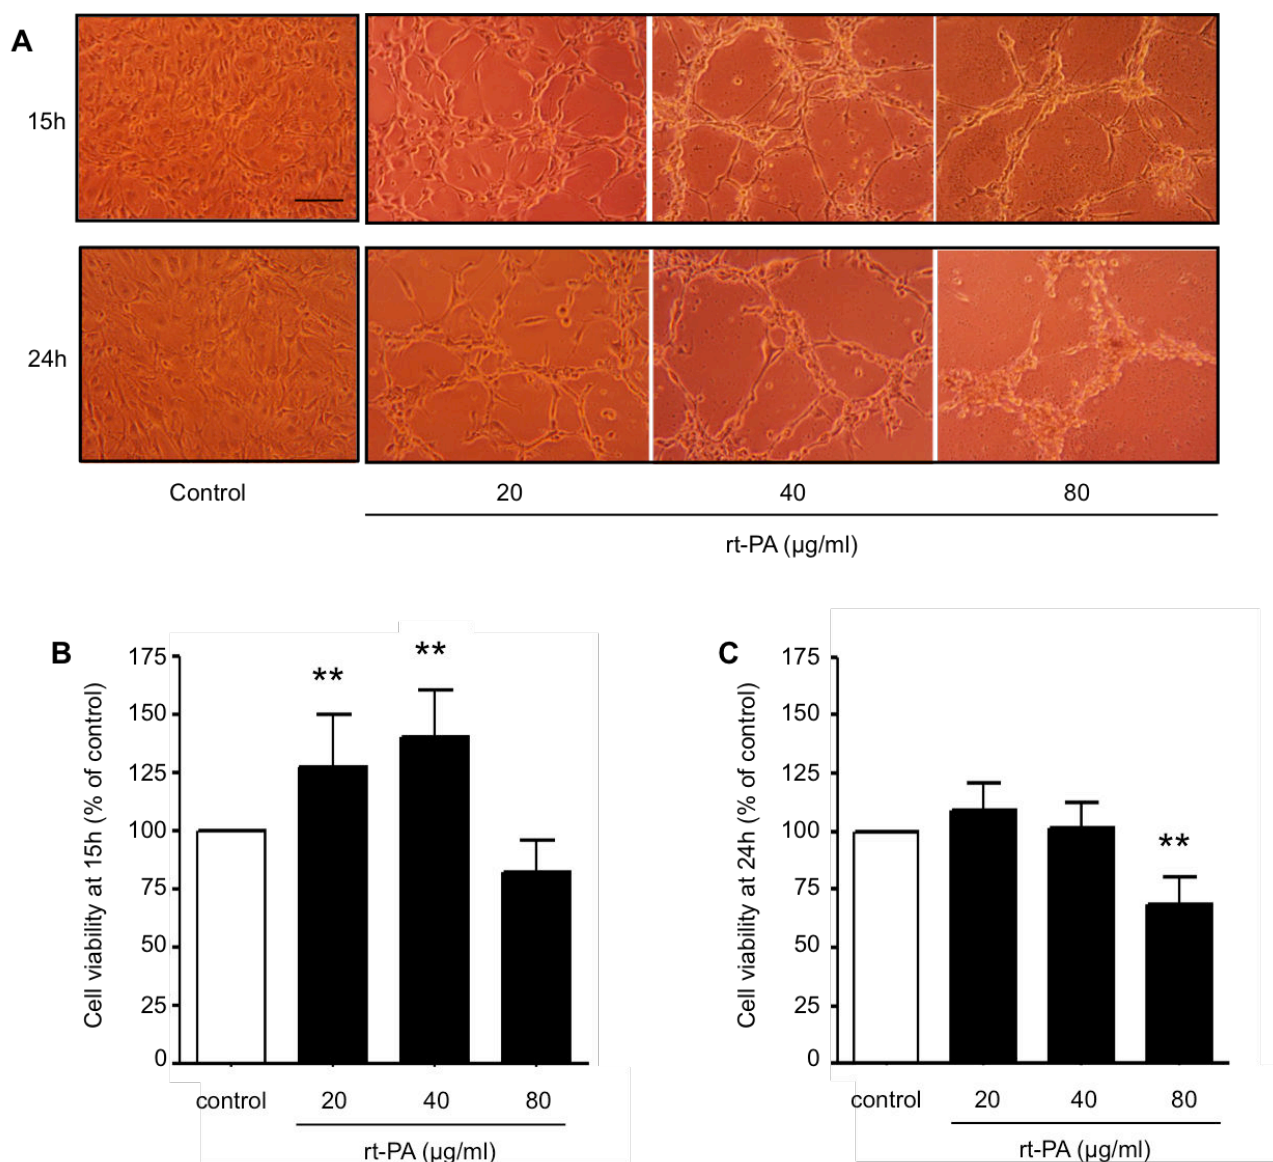 A
15h
24h
Control 20 40 80
rt-PA (µg/ml)
B
Cell viability at 15h (% of control)
175
150
125
100
75
50
25
0
** **
control 20 40 80
rt-PA (µg/ml)
C
Cell viability at 24h (% of control)
175
150
125
100
75
50
25
0
**
control 20 40 80
rt-PA (µg/ml)